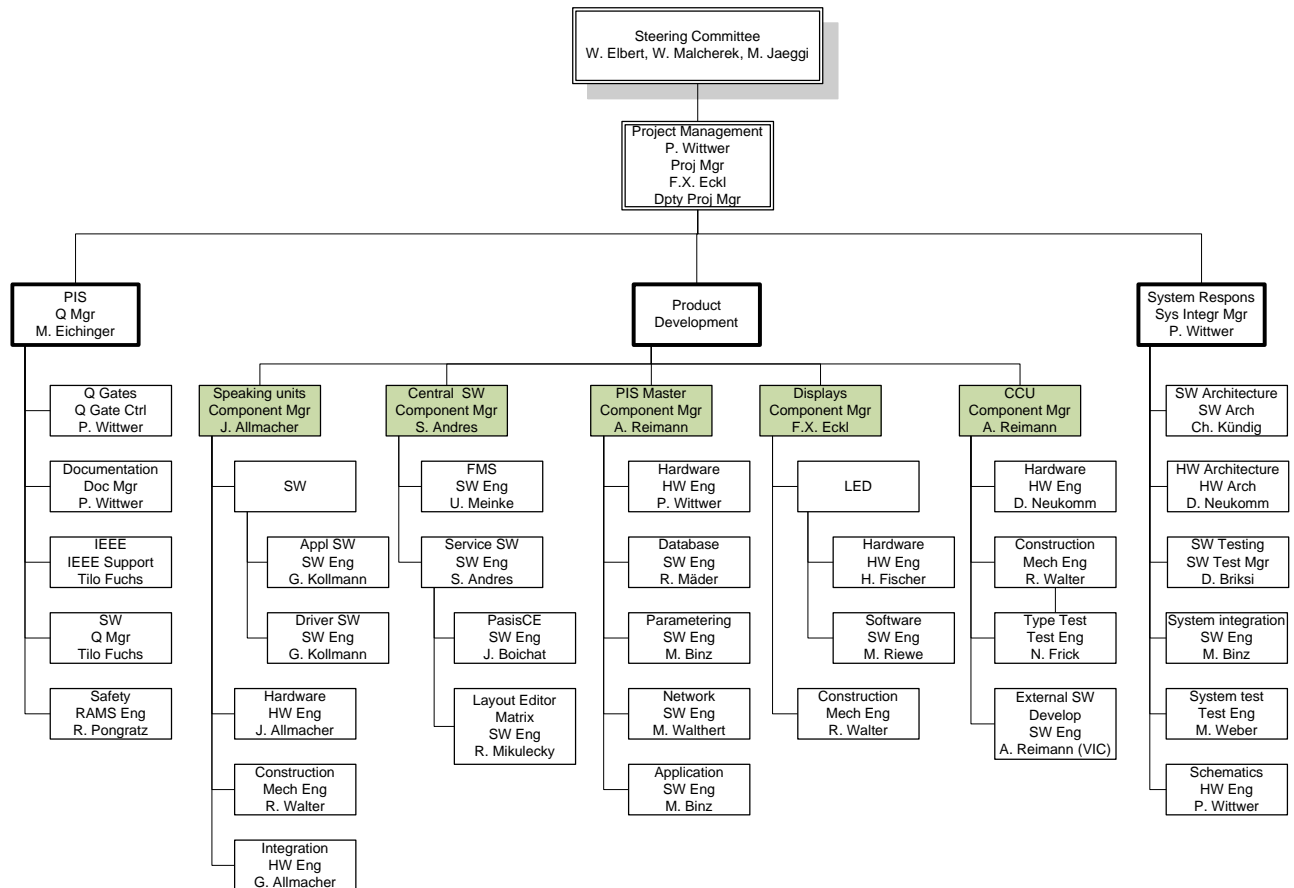 Steering Committee
W. Elbert, W. Malcherek, M. Jaeggi
Project Management
P. Wittwer
Proj Mgr
F.X. Eckl
Dpty Proj Mgr
PIS
Q Mgr
M. Eichinger
Product
Development
System Respons
Sys Integr Mgr
P. Wittwer
Q Gates
Q Gate Ctrl
P. Wittwer
Documentation
Doc Mgr
P. Wittwer
IEEE
IEEE Support
Tilo Fuchs
SW
Q Mgr
Tilo Fuchs
Safety
RAMS Eng
R. Pongratz
Speaking units
Component Mgr
J. Allmacher
SW
Appl SW
SW Eng
G. Kollmann
Driver SW
SW Eng
G. Kollmann
Hardware
HW Eng
J. Allmacher
Construction
Mech Eng
R. Walter
Integration
HW Eng
G. Allmacher
Central SW
Component Mgr
S. Andres
FMS
SW Eng
U. Meinke
Service SW
SW Eng
S. Andres
PasisCE
SW Eng
J. Boichat
Layout Editor
Matrix
SW Eng
R. Mikulecky
PIS Master
Component Mgr
A. Reimann
Hardware
HW Eng
P. Wittwer
Database
SW Eng
R. Mäder
Parametering
SW Eng
M. Binz
Network
SW Eng
M. Walthert
Application
SW Eng
M. Binz
Displays
Component Mgr
F.X. Eckl
LED
Hardware
HW Eng
H. Fischer
Software
SW Eng
M. Riewe
Construction
Mech Eng
R. Walter
CCU
Component Mgr
A. Reimann
Hardware
HW Eng
D. Neukomm
Construction
Mech Eng
R. Walter
Type Test
Test Eng
N. Frick
External SW
Develop
SW Eng
A. Reimann (VIC)
SW Architecture
SW Arch
Ch. Kündig
HW Architecture
HW Arch
D. Neukomm
SW Testing
SW Test Mgr
D. Briksi
System integration
SW Eng
M. Binz
System test
Test Eng
M. Weber
Schematics
HW Eng
P. Wittwer